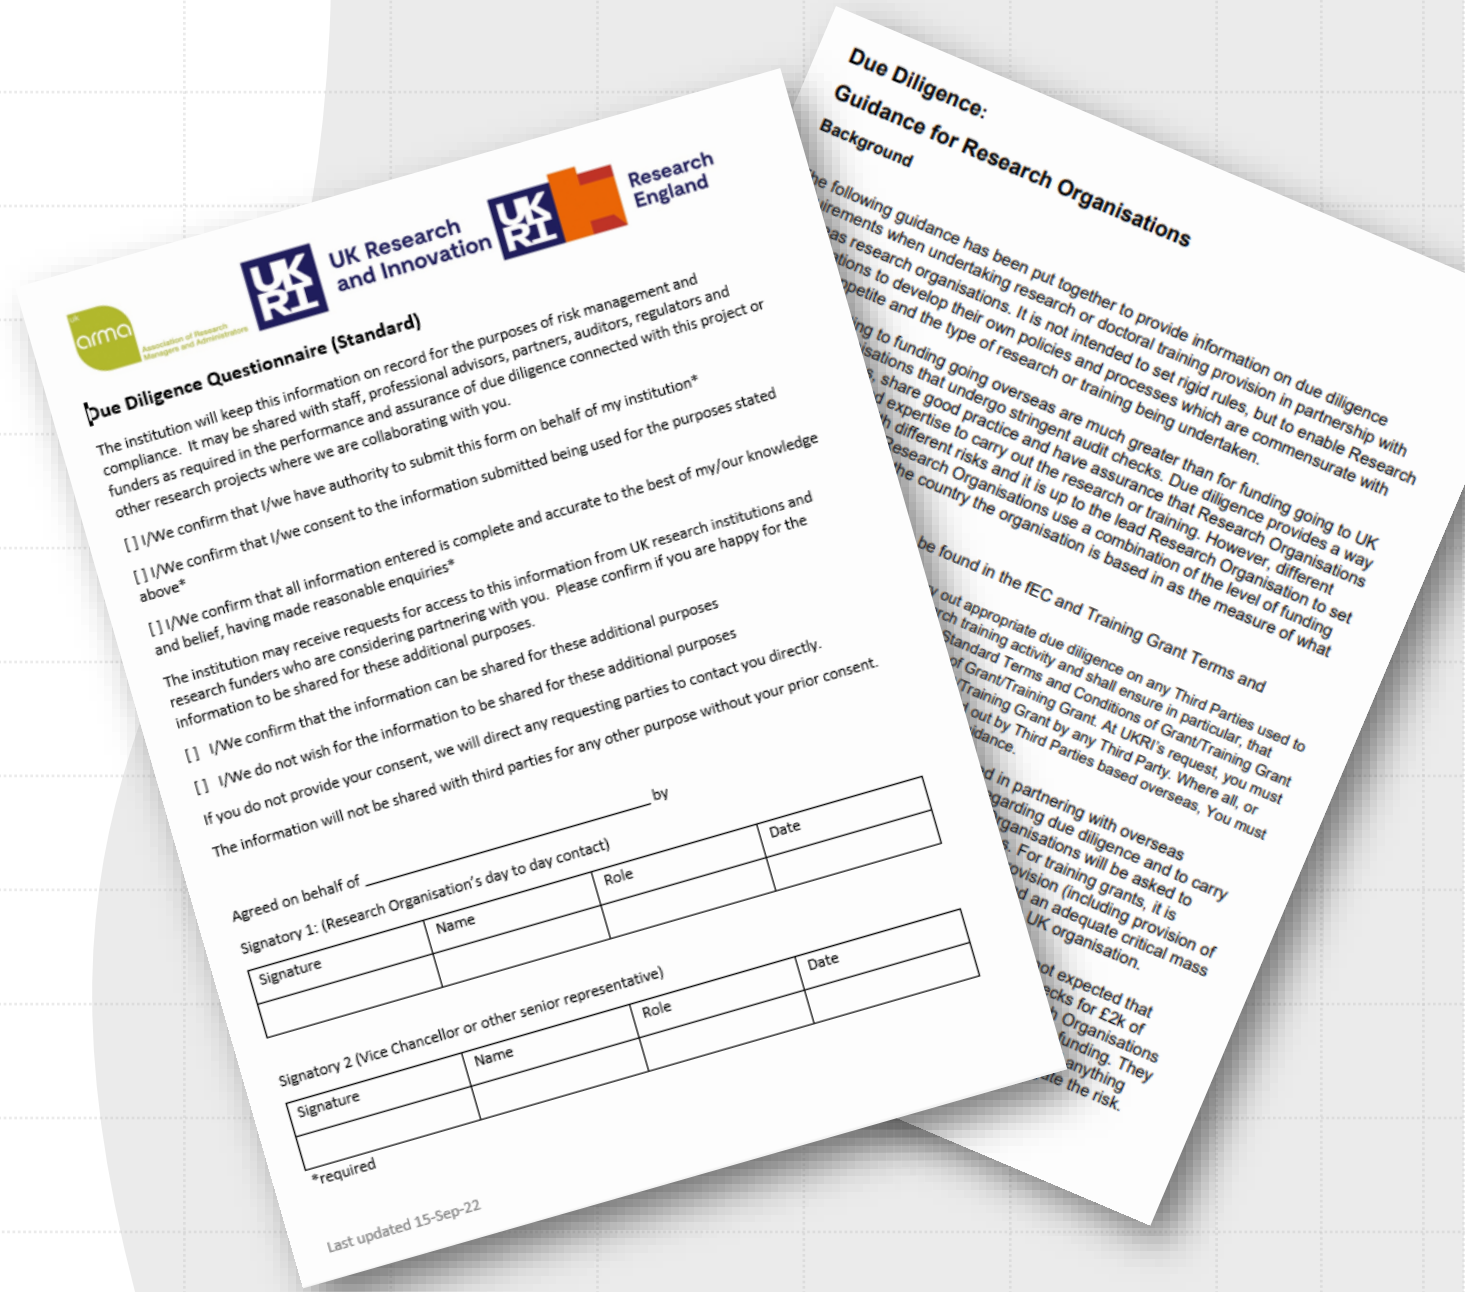 UK
arma
Association of Research
Managers and Administrators
UK
RI
UK Research
and Innovation
UK
RI
Research
England
Due Diligence Questionnaire (Standard)
The institution will keep this information on record for the purposes of risk management and
compliance. It may be shared with staff, professional advisors, partners, auditors, regulators and
funders as required in the performance and assurance of due diligence connected with this project or
other research projects where we are collaborating with you.
[ ] I/We confirm that I/we have authority to submit this form on behalf of my institution*
[ ] I/We confirm that I/we consent to the information submitted being used for the purposes stated
above*
[ ] I/We confirm that all information entered is complete and accurate to the best of my/our knowledge
and belief, having made reasonable enquiries*
The institution may receive requests for access to this information from UK research institutions and
research funders who are considering partnering with you. Please confirm if you are happy for the
information to be shared for these additional purposes.
[ ] I/We confirm that the information can be shared for these additional purposes
[ ] I/We do not wish for the information to be shared for these additional purposes
If you do not provide your consent, we will direct any requesting parties to contact you directly.
The information will not be shared with third parties for any other purpose without your prior consent.
Agreed on behalf of ______________________ by
Signatory 1: (Research Organisation's day to day contact)
Signature Name Role Date
Signatory 2 (Vice Chancellor or other senior representative)
Signature Name Role Date
*required
Last updated 15-Sep-22
Due Diligence:
Guidance for Research Organisations
Background
following guidance has been put together to provide information on due diligence
when undertaking research or doctoral training provision in partnership with
research organisations. It is not intended to set rigid rules, but to enable Research
to develop their own policies and processes which are commensurate with
and the type of research or training being undertaken.
to funding going overseas are much greater than for funding going to UK
that undergo stringent audit checks. Due diligence provides a way
share good practice and have assurance that Research Organisations
expertise to carry out the research or training. However, different
different risks and it is up to the lead Research Organisation to set
Research Organisations use a combination of the level of funding
the country the organisation is based in as the measure of what
be found in the fEC and Training Grant Terms and
out appropriate due diligence on any Third Parties used to
training activity and shall ensure in particular, that
Standard Terms and Conditions of Grant/Training Grant
of Grant/Training Grant. At UKRI's request, you must
/Training Grant by any Third Party. Where all, or
out by Third Parties based overseas, You must
in partnering with overseas
due diligence and to carry
will be asked to
For training grants, it is
(including provision of
an adequate critical mass
UK organisation.
not expected that
for £2k of
Organisations
funding. They
anything
the risk.